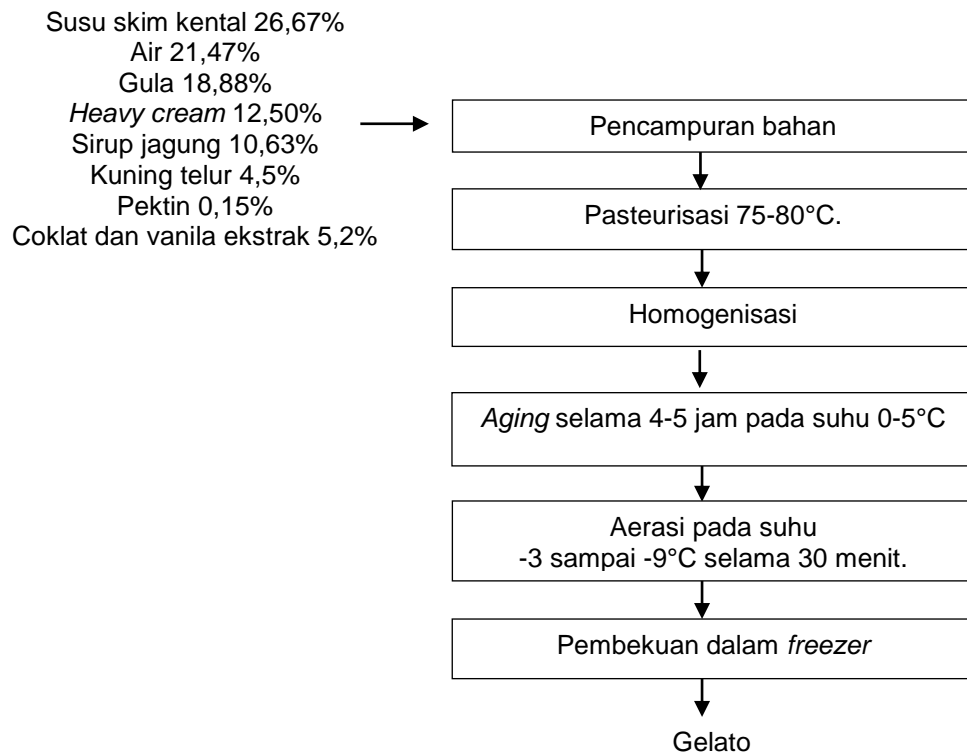 Susu skim kental 26,67%
Air 21,47%
Gula 18,88%
Heavy cream 12,50%
Sirup jagung 10,63%
Kuning telur 4,5%
Pektin 0,15%
Coklat dan vanila ekstrak 5,2%
Pencampuran bahan
Pasteurisasi 75-80°C.
Homogenisasi
Aging selama 4-5 jam pada suhu 0-5°C
Aerasi pada suhu
-3 sampai -9°C selama 30 menit.
Pembekuan dalam freezer
Gelato